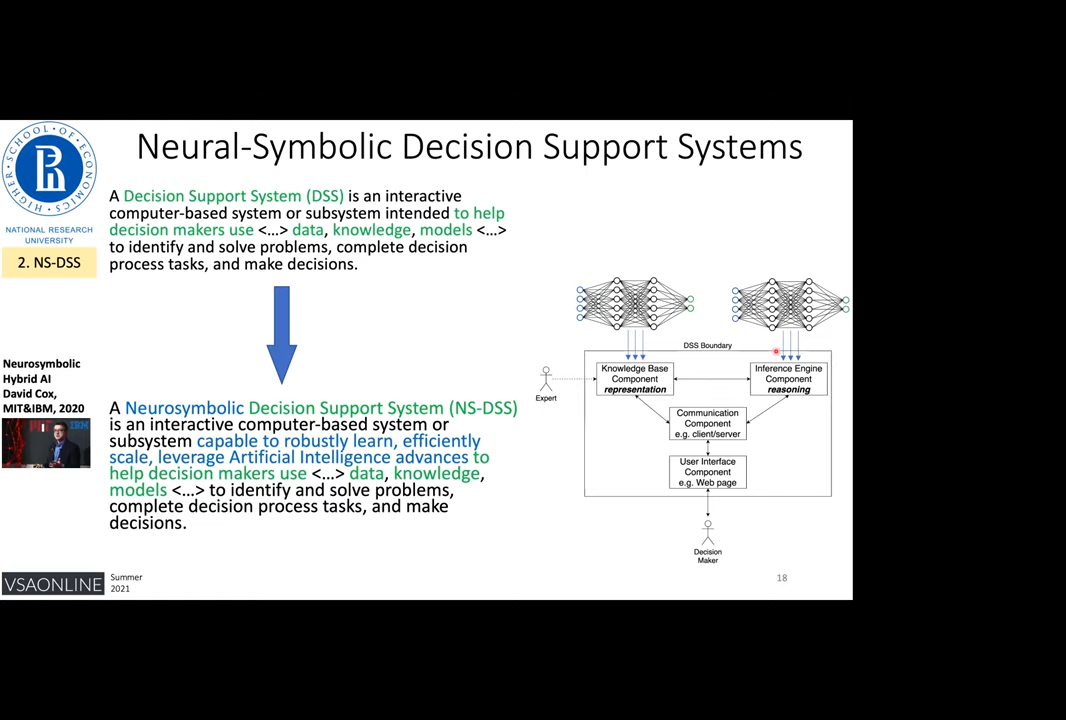 SCHOOL OF ECONOMICS HIGHER
NATIONAL RESEARCH
UNIVERSITY
2. NS-DSS
Neural-Symbolic Decision Support Systems
A Decision Support System (DSS) is an interactive
computer-based system or subsystem intended to help
decision makers use <...> data, knowledge, models <...>
to identify and solve problems, complete decision
process tasks, and make decisions.
Neurosymbolic
Hybrid AI
David Cox,
MIT&IBM, 2020
MIT
IBM
A Neurosymbolic Decision Support System (NS-DSS)
is an interactive computer-based system or
subsystem capable to robustly learn, efficiently
scale, leverage Artificial Intelligence advances to
help decision makers use <...> data, knowledge,
models <...> to identify and solve problems,
complete decision process tasks, and make
decisions.
DSS Boundary
Expert
Knowledge Base
Component
representation
Inference Engine
Component
reasoning
Communication
Component
e.g. client/server
User Interface
Component
e.g. Web page
Decision
Maker
VSAONLINE
Summer
2021
18